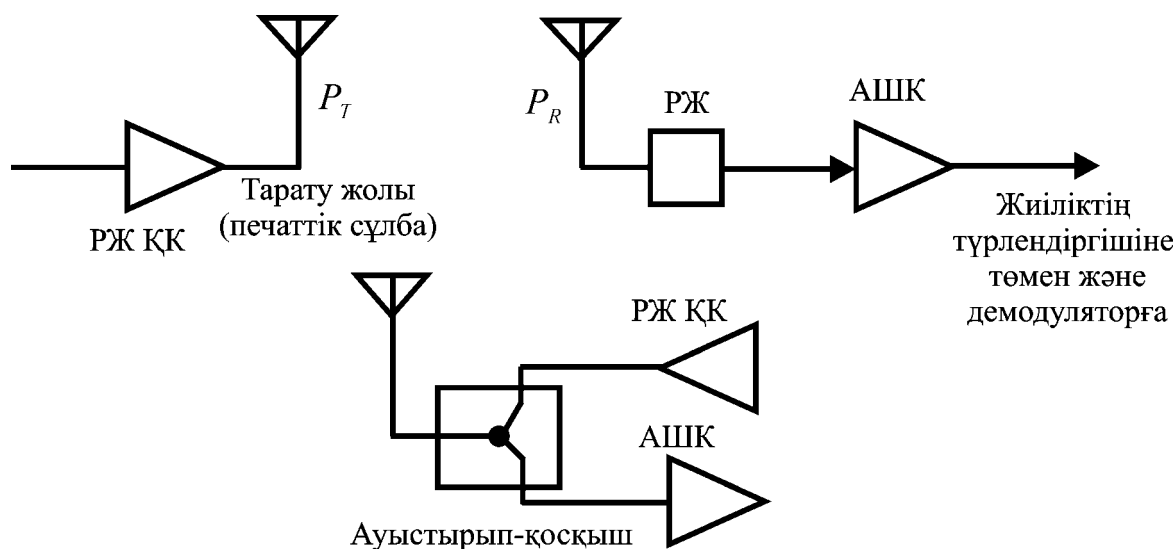 P_T
Тарату жолы
(печаттік сұлба)
РЖ ҚК
P_R
РЖ
АШК
Жиіліктің
түрлендіргішіне
төмен және
демодуляторға
РЖ ҚК
АШК
Ауыстырып-қосқыш